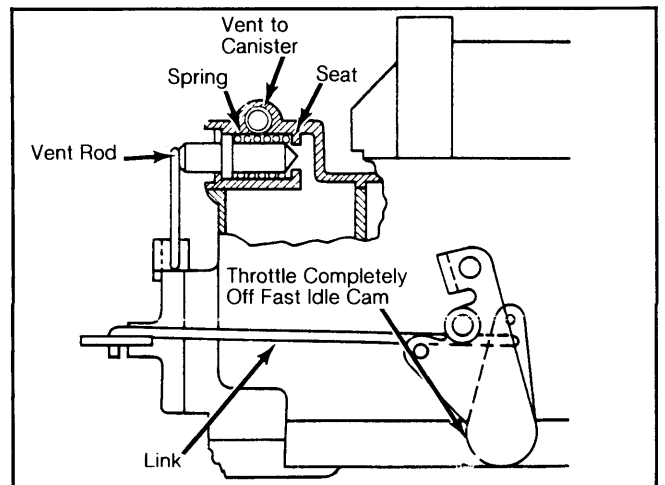 Vent to
Canister
Spring
Seat
Vent Rod
Throttle Completely
Off Fast Idle Cam
Link